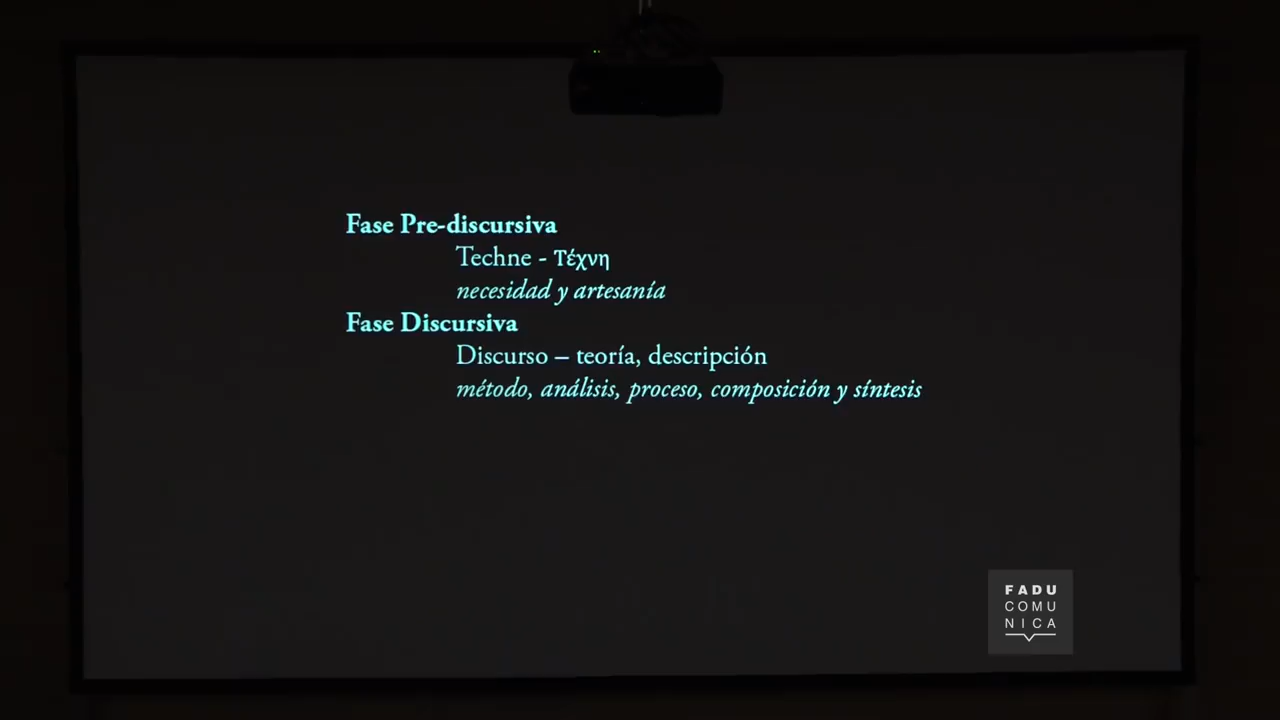 Fase Pre-discursiva
Techne - Τέχνη
necesidad y artesanía
Fase Discursiva
Discurso – teoría, descripción
método, análisis, proceso, composición y síntesis
FADU
COMU
NICA